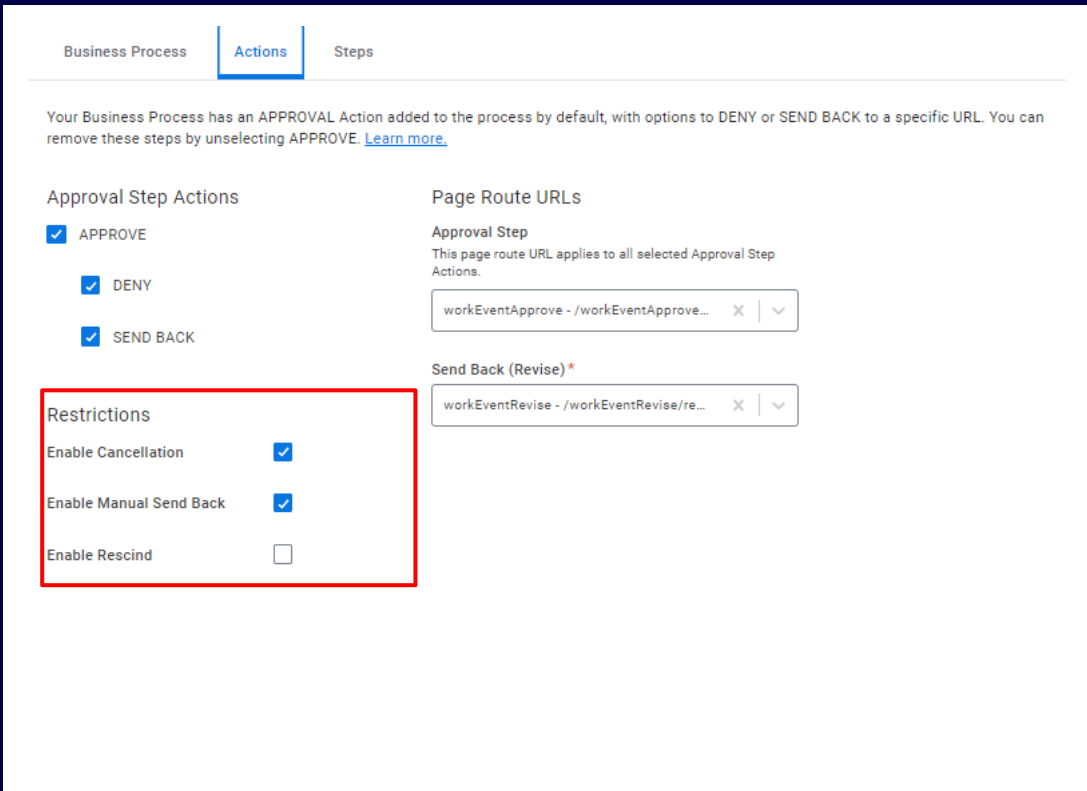 Business Process
Actions
Steps
Your Business Process has an APPROVAL Action added to the process by default, with options to DENY or SEND BACK to a specific URL. You can
remove these steps by unselecting APPROVE. Learn more.
Approval Step Actions
APPROVE
DENY
SEND BACK
Page Route URLs
Approval Step
This page route URL applies to all selected Approval Step
Actions.
workEventApprove - /workEventApprove...
Send Back (Revise)*
workEventRevise - /workEventRevise/re...
Restrictions
Enable Cancellation
Enable Manual Send Back
Enable Rescind